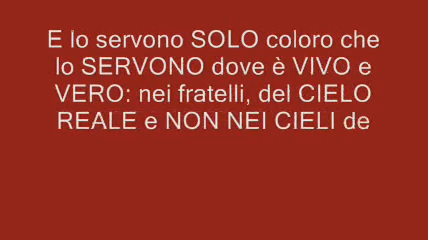 E lo servono SOLO coloro che
lo SERVONO dove è VIVO e
VERO: nei fratelli, del CIELO
REALE e NON NEI CIELI de